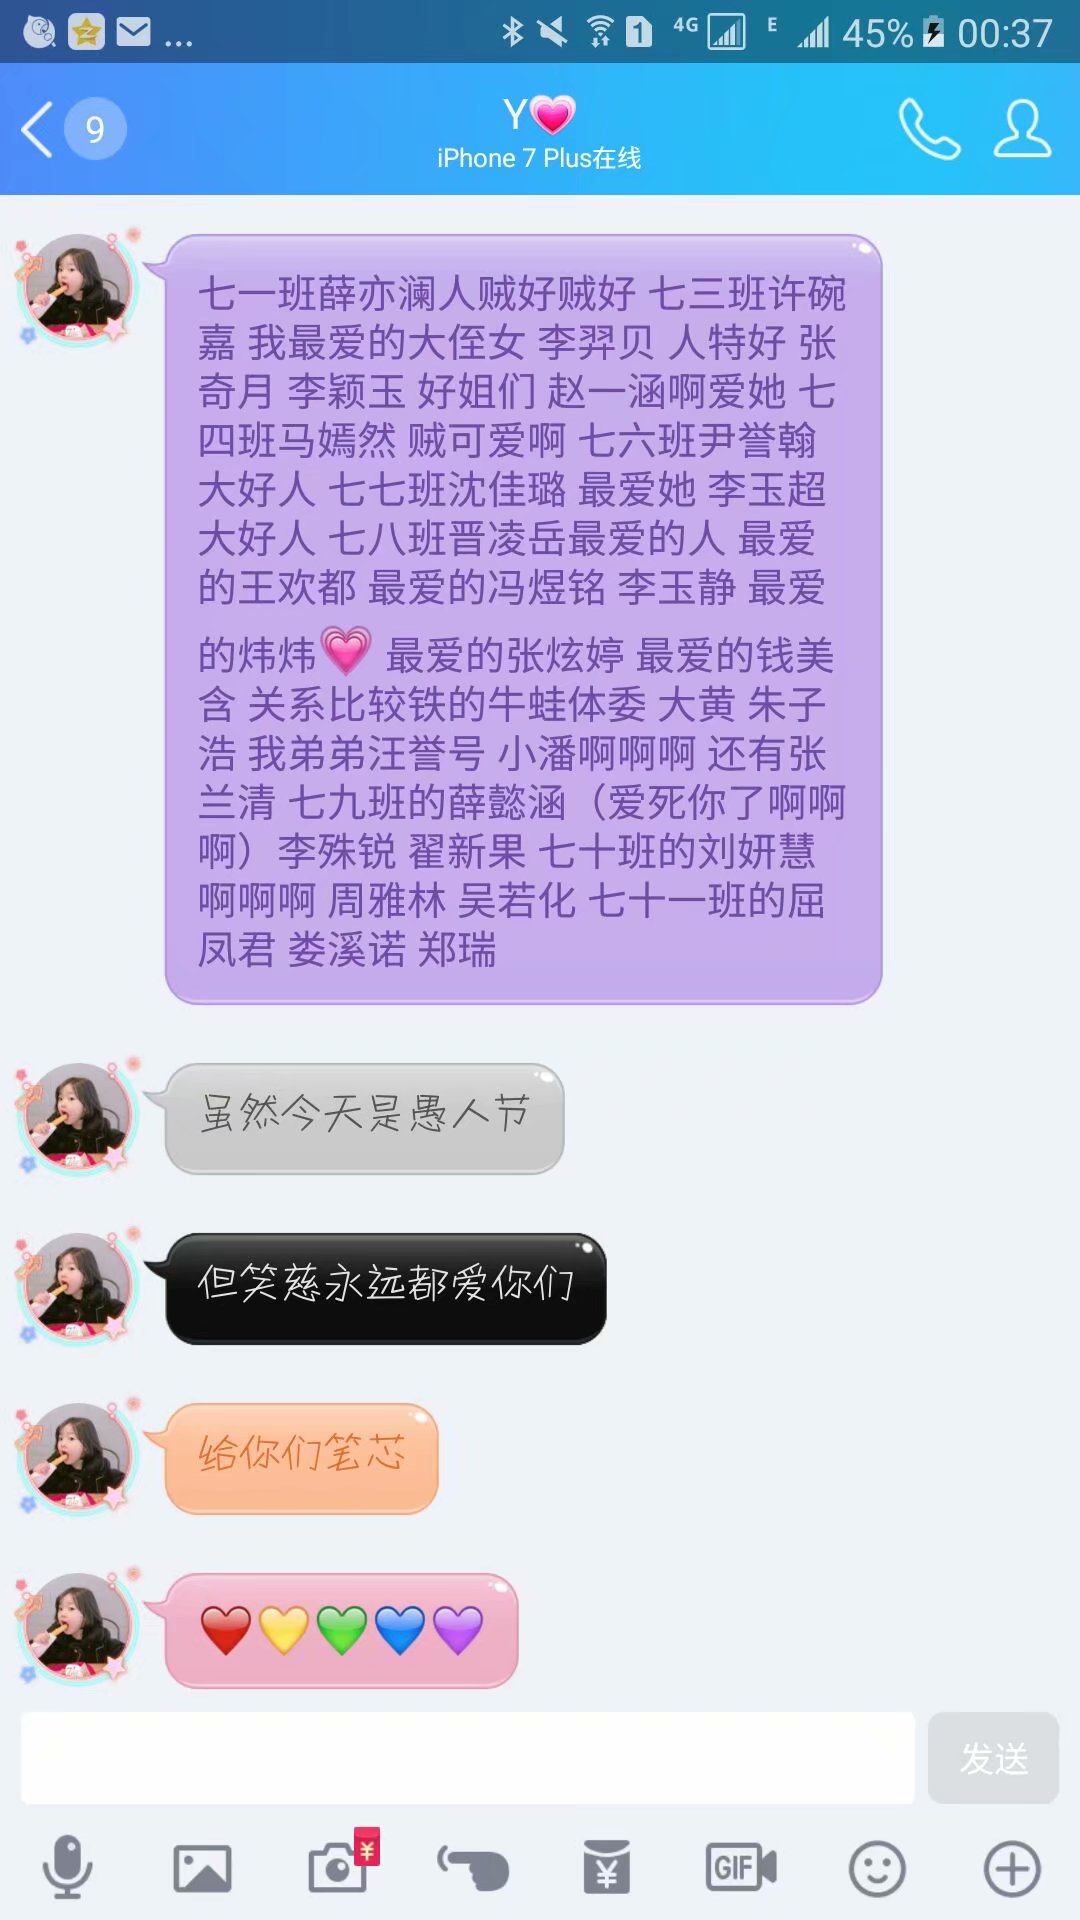 ... 1 4G E 45% 00:37
9
Y💗
iPhone 7 Plus在线
七一班薛亦澜人贼好贼好 七三班许碗
嘉 我最爱的大侄女 李羿贝 人特好 张
奇月 李颖玉 好姐们 赵一涵啊爱她 七
四班马嫣然 贼可爱啊 七六班尹誉翰
大好人 七七班沈佳璐 最爱她 李玉超
大好人 七八班晋凌岳最爱的人 最爱
的王欢都 最爱的冯煜铭 李玉静 最爱
的炜炜💗 最爱的张炫婷 最爱的钱美
含 关系比较铁的牛蛙体委 大黄 朱子
浩 我弟弟汪誉号 小潘啊啊啊 还有张
兰清 七九班的薛懿涵（爱死你了啊啊
啊）李殊锐 翟新果 七十班的刘妍慧
啊啊啊 周雅林 吴若化 七十一班的屈
凤君 娄溪诺 郑瑞
虽然今天是愚人节
但笑慈永远都爱你们
给你们笔芯
❤️💛💚💙💜
发送
¥
¥
GIF